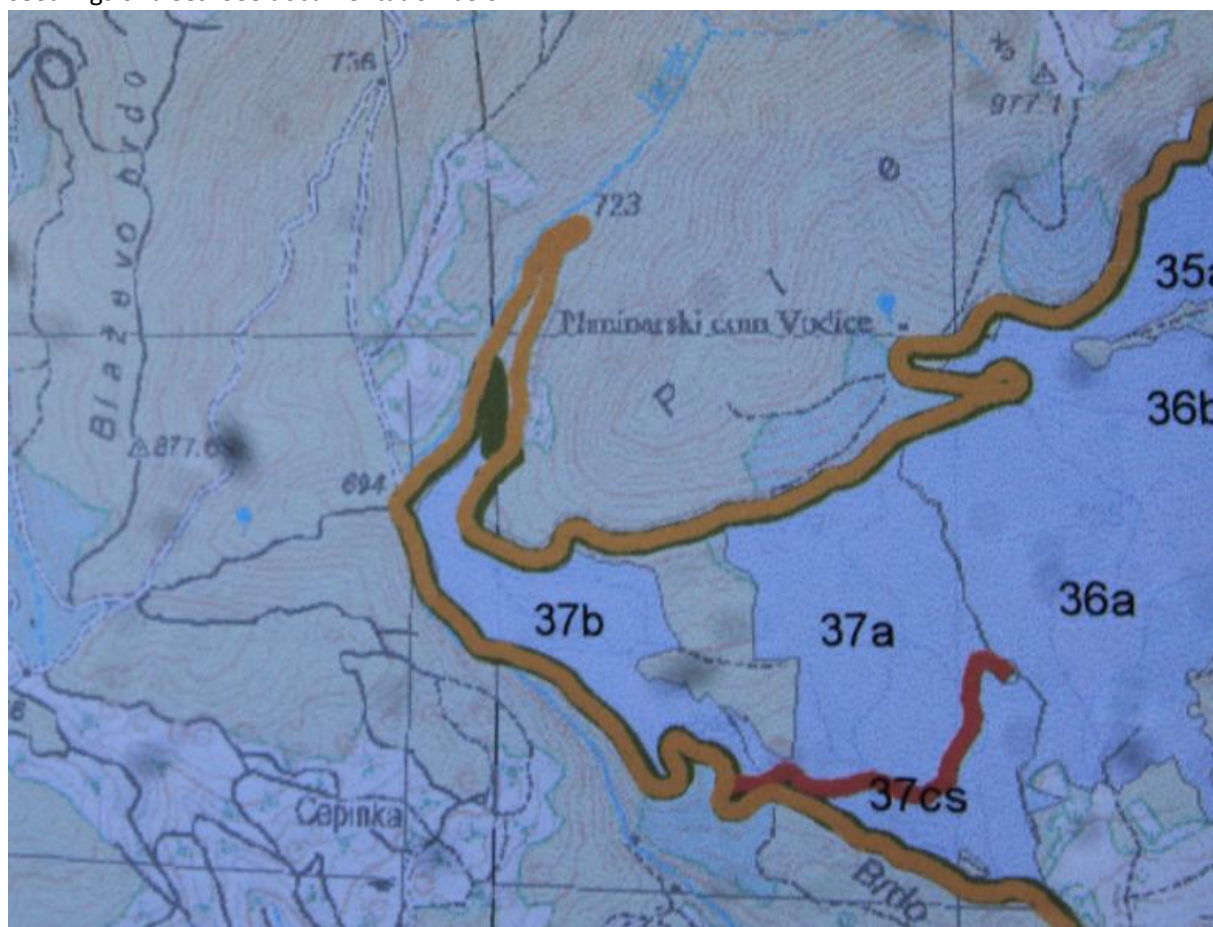 756
977.1
Blaževo brdo
723
35a
Planinarski dom Vodice
36b
877.6
P
694
36a
37b
37a
37cs
Cepinka
Brdo